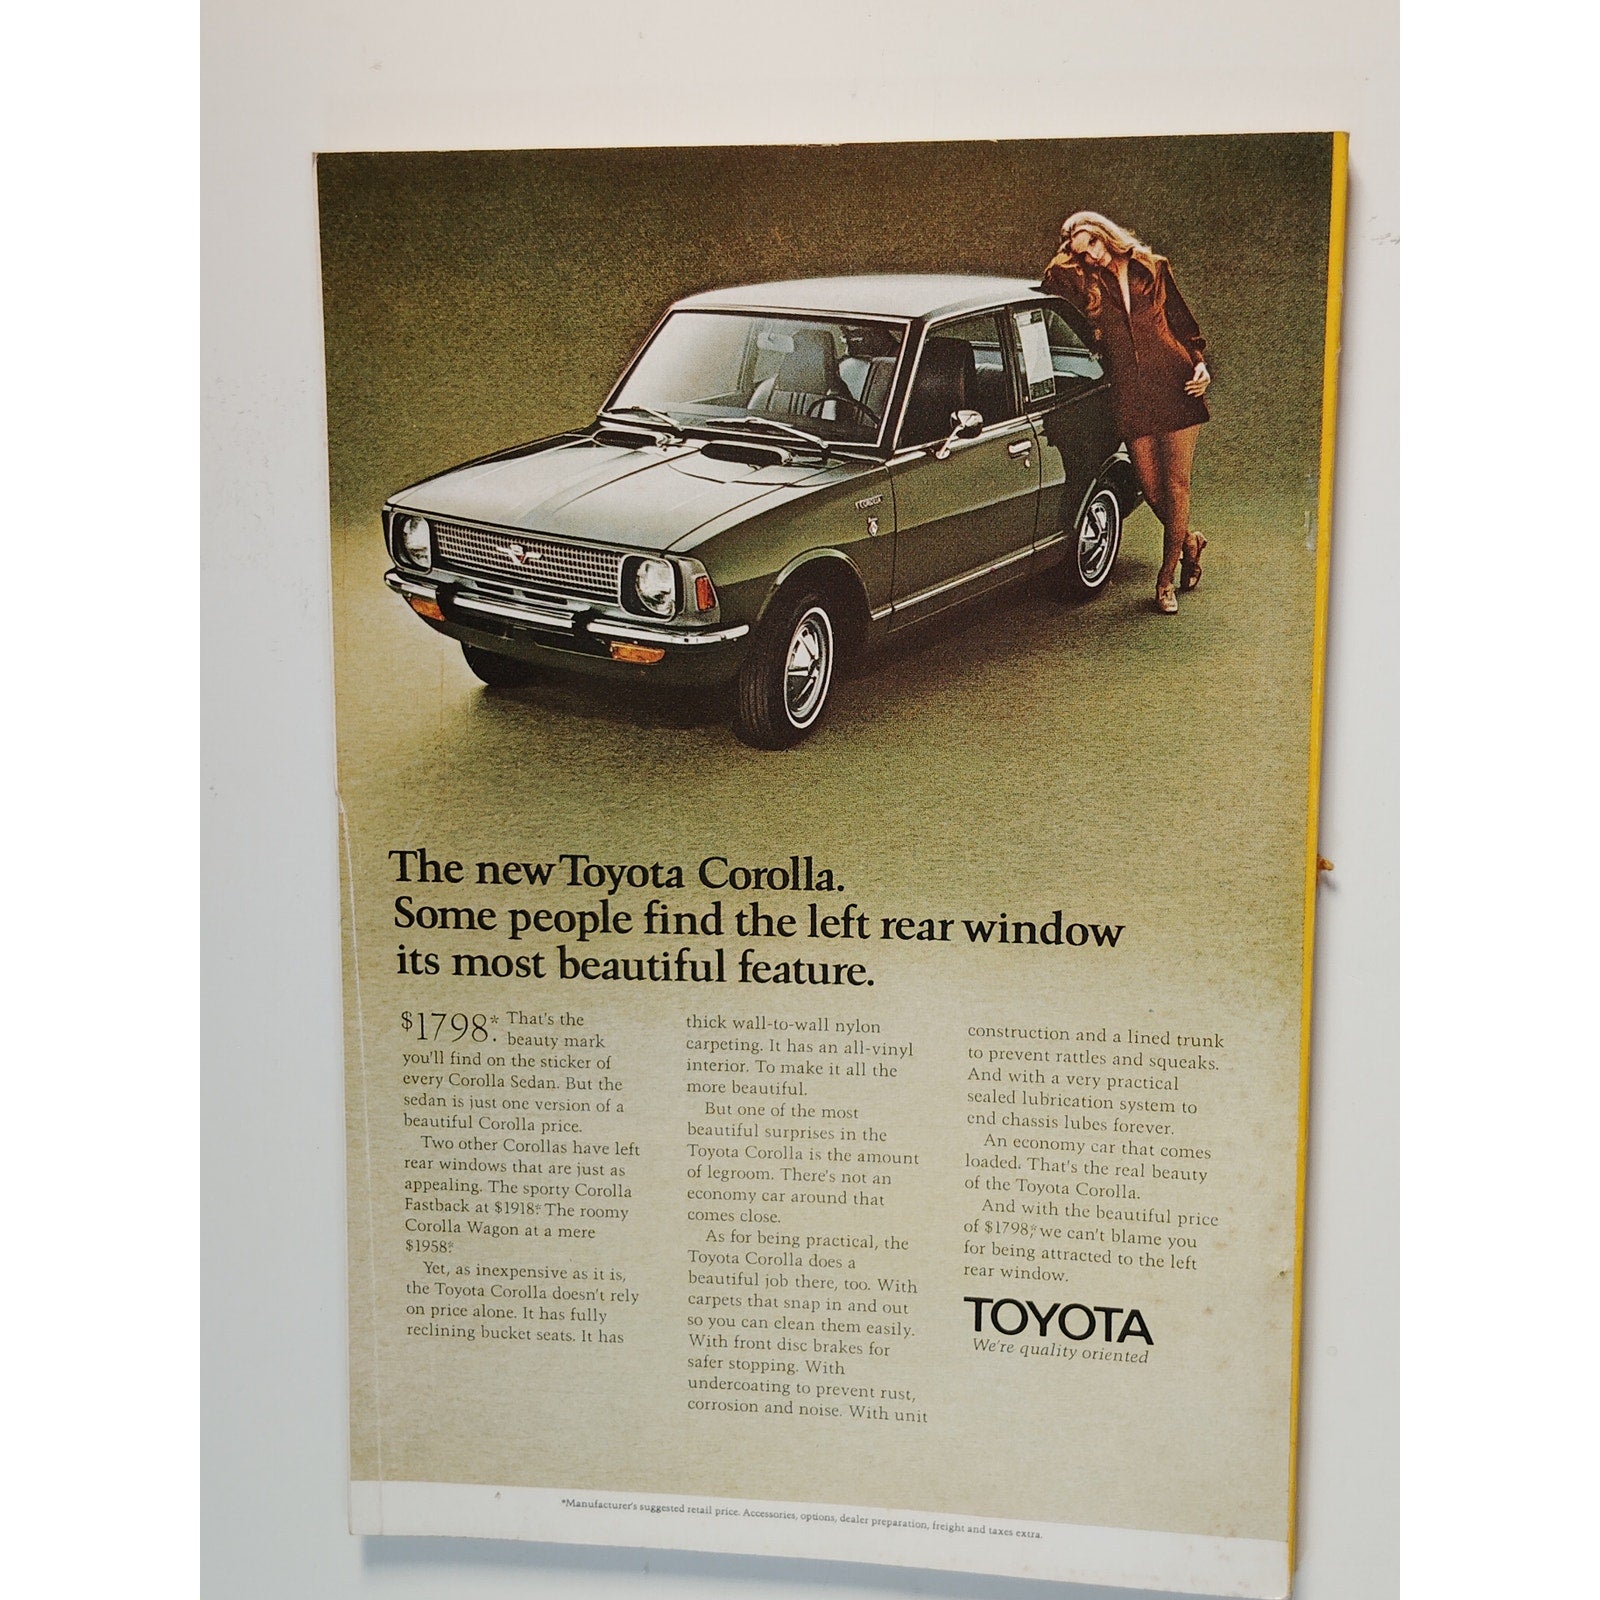 The new Toyota Corolla.
Some people find the left rear window
its most beautiful feature.
$1798*. That's the
beauty mark
you'll find on the sticker of
every Corolla Sedan. But the
sedan is just one version of a
beautiful Corolla price.
Two other Corollas have left
rear windows that are just as
appealing. The sporty Corolla
Fastback at $1918*. The roomy
Corolla Wagon at a mere
$1958*.
Yet, as inexpensive as it is,
the Toyota Corolla doesn't rely
on price alone. It has fully
reclining bucket seats. It has
thick wall-to-wall nylon
carpeting. It has an all-vinyl
interior. To make it all the
more beautiful.
But one of the most
beautiful surprises in the
Toyota Corolla is the amount
of legroom. There's not an
economy car around that
comes close.
As for being practical, the
Toyota Corolla does a
beautiful job there, too. With
carpets that snap in and out
so you can clean them easily.
With front disc brakes for
safer stopping. With
undercoating to prevent rust,
corrosion and noise. With unit
construction and a lined trunk
to prevent rattles and squeaks.
And with a very practical
sealed lubrication system to
end chassis lubes forever.
An economy car that comes
loaded. That's the real beauty
of the Toyota Corolla.
And with the beautiful price
of $1798,* we can't blame you
for being attracted to the left
rear window.
TOYOTA
We're quality oriented
*Manufacturer's suggested retail price. Accessories, options, dealer preparation, freight and taxes extra.